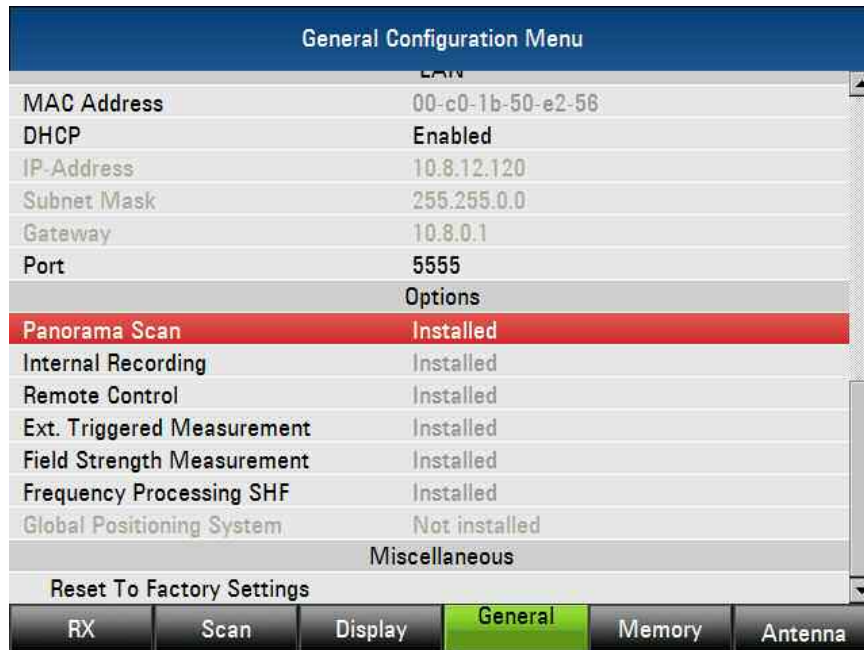 General Configuration Menu
LAN
MAC Address 00-c0-1b-50-e2-56
DHCP Enabled
IP-Address 10.8.12.120
Subnet Mask 255.255.0.0
Gateway 10.8.0.1
Port 5555
Options
Panorama Scan Installed
Internal Recording Installed
Remote Control Installed
Ext. Triggered Measurement Installed
Field Strength Measurement Installed
Frequency Processing SHF Installed
Global Positioning System Not installed
Miscellaneous
Reset To Factory Settings
RX Scan Display General Memory Antenna